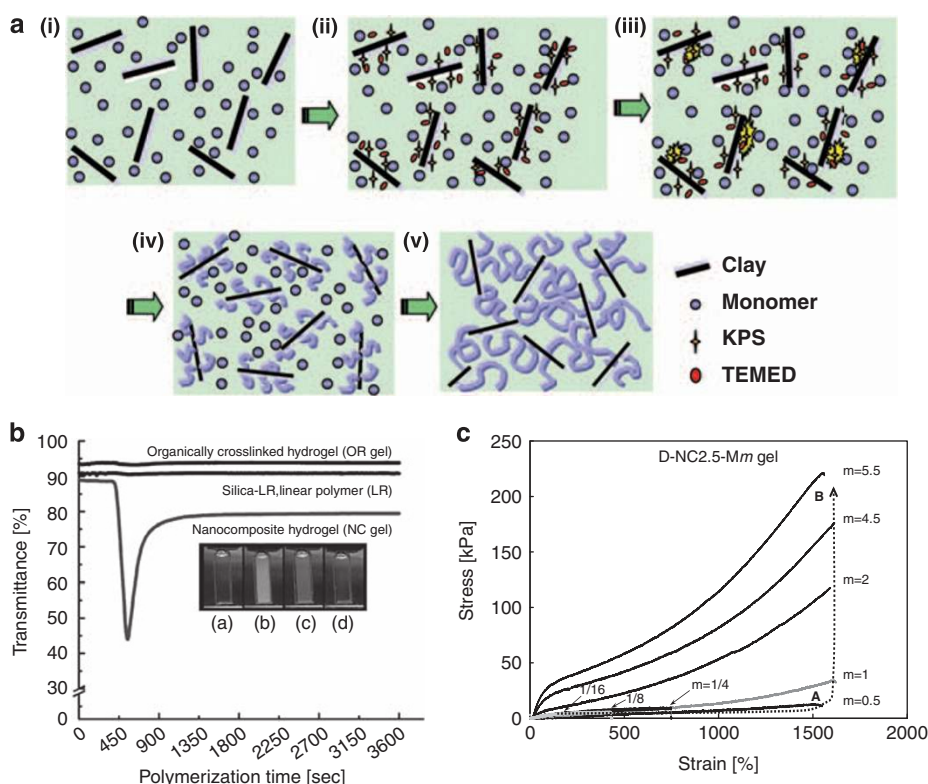 a (i) (ii) (iii)
(iv) (v)
Clay
Monomer
KPS
TEMED
b
Transmittance [%]
100
90
80
70
60
50
40
30
0
Organically crosslinked hydrogel (OR gel)
Silica-LR,linear polymer (LR)
Nanocomposite hydrogel (NC gel)
(a) (b) (c) (d)
0 450 900 1350 1800 2250 2700 3150 3600
Polymerization time [sec]
c
Stress [kPa]
250
200
150
100
50
0
D-NC2.5-Mm gel
m=5.5
B
m=4.5
m=2
m=1
A
m=0.5
1/16
1/8
m=1/4
0 500 1000 1500 2000
Strain [%]